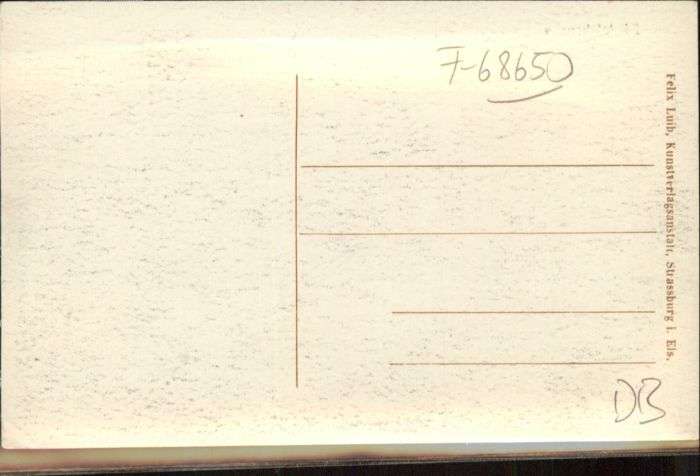 F-68650
Felix Luib, Kunstverlagsanstalt, Strassburg i. Els.
DB